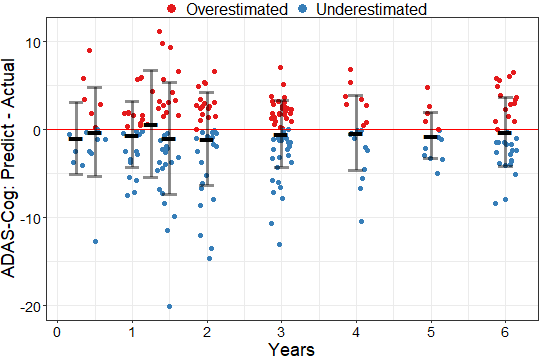 Overestimated Underestimated
ADAS-Cog: Predict - Actual
10
0
-10
-20
0 1 2 3 4 5 6
Years